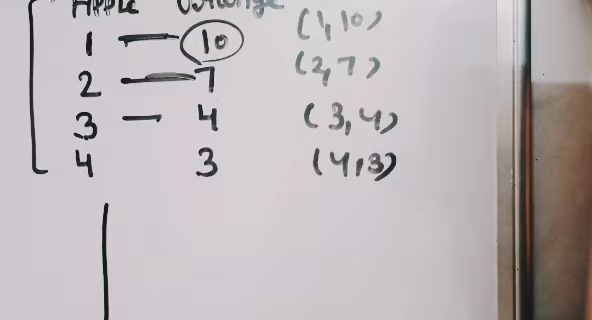 Apple Orange
1 — 10 (1,10)
2 — 7 (2,7)
3 — 4 (3,4)
4 3 (4,3)